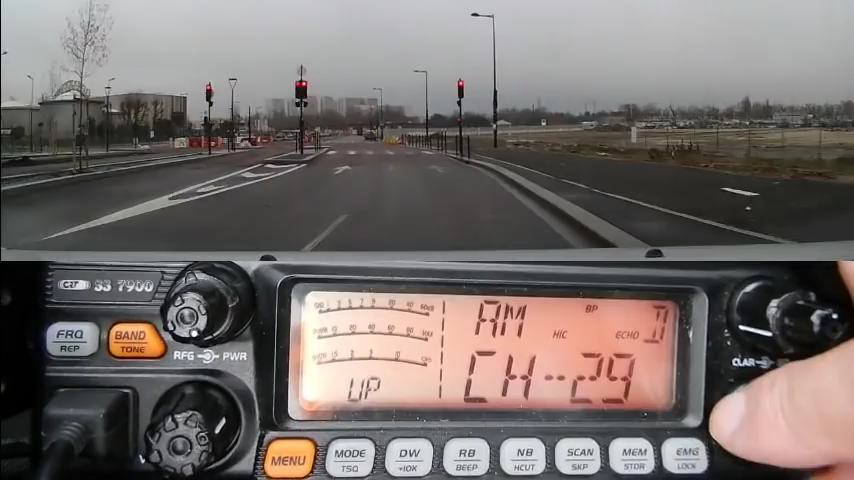 CRT SS 7900
FRQ
REP
BAND
TONE
RFG PWR
CLAR
AM
BP
HIC
ECHO
D
UP
CH--29
MENU
MODE
TSQ
DW
+10K
RB
BEEP
NB
HCUT
SCAN
SKP
MEM
STOR
EMG
LOCK